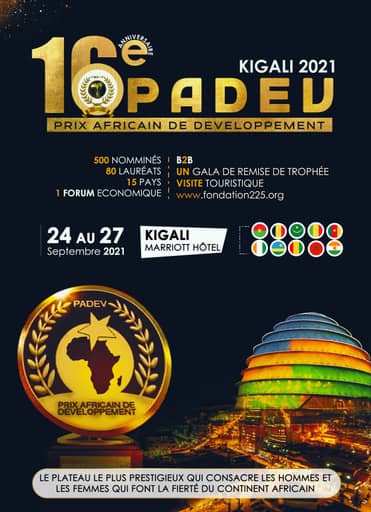 16e
ANNIVERSAIRE
KIGALI 2021
PADEV
PRIX AFRICAIN DE DEVELOPPEMENT
500 NOMMINÉS
80 LAURÉATS
15 PAYS
1 FORUM ECONOMIQUE
B2B
UN GALA DE REMISE DE TROPHÉE
VISITE TOURISTIQUE
www.fondation225.org
24 AU 27
Septembre 2021
KIGALI
MARRIOTT HÔTEL
PADEV
PRIX AFRICAIN DE
DÉVELOPPEMENT
LE PLATEAU LE PLUS PRESTIGIEUX QUI CONSACRE LES HOMMES ET
LES FEMMES QUI FONT LA FIERTÉ DU CONTINENT AFRICAIN